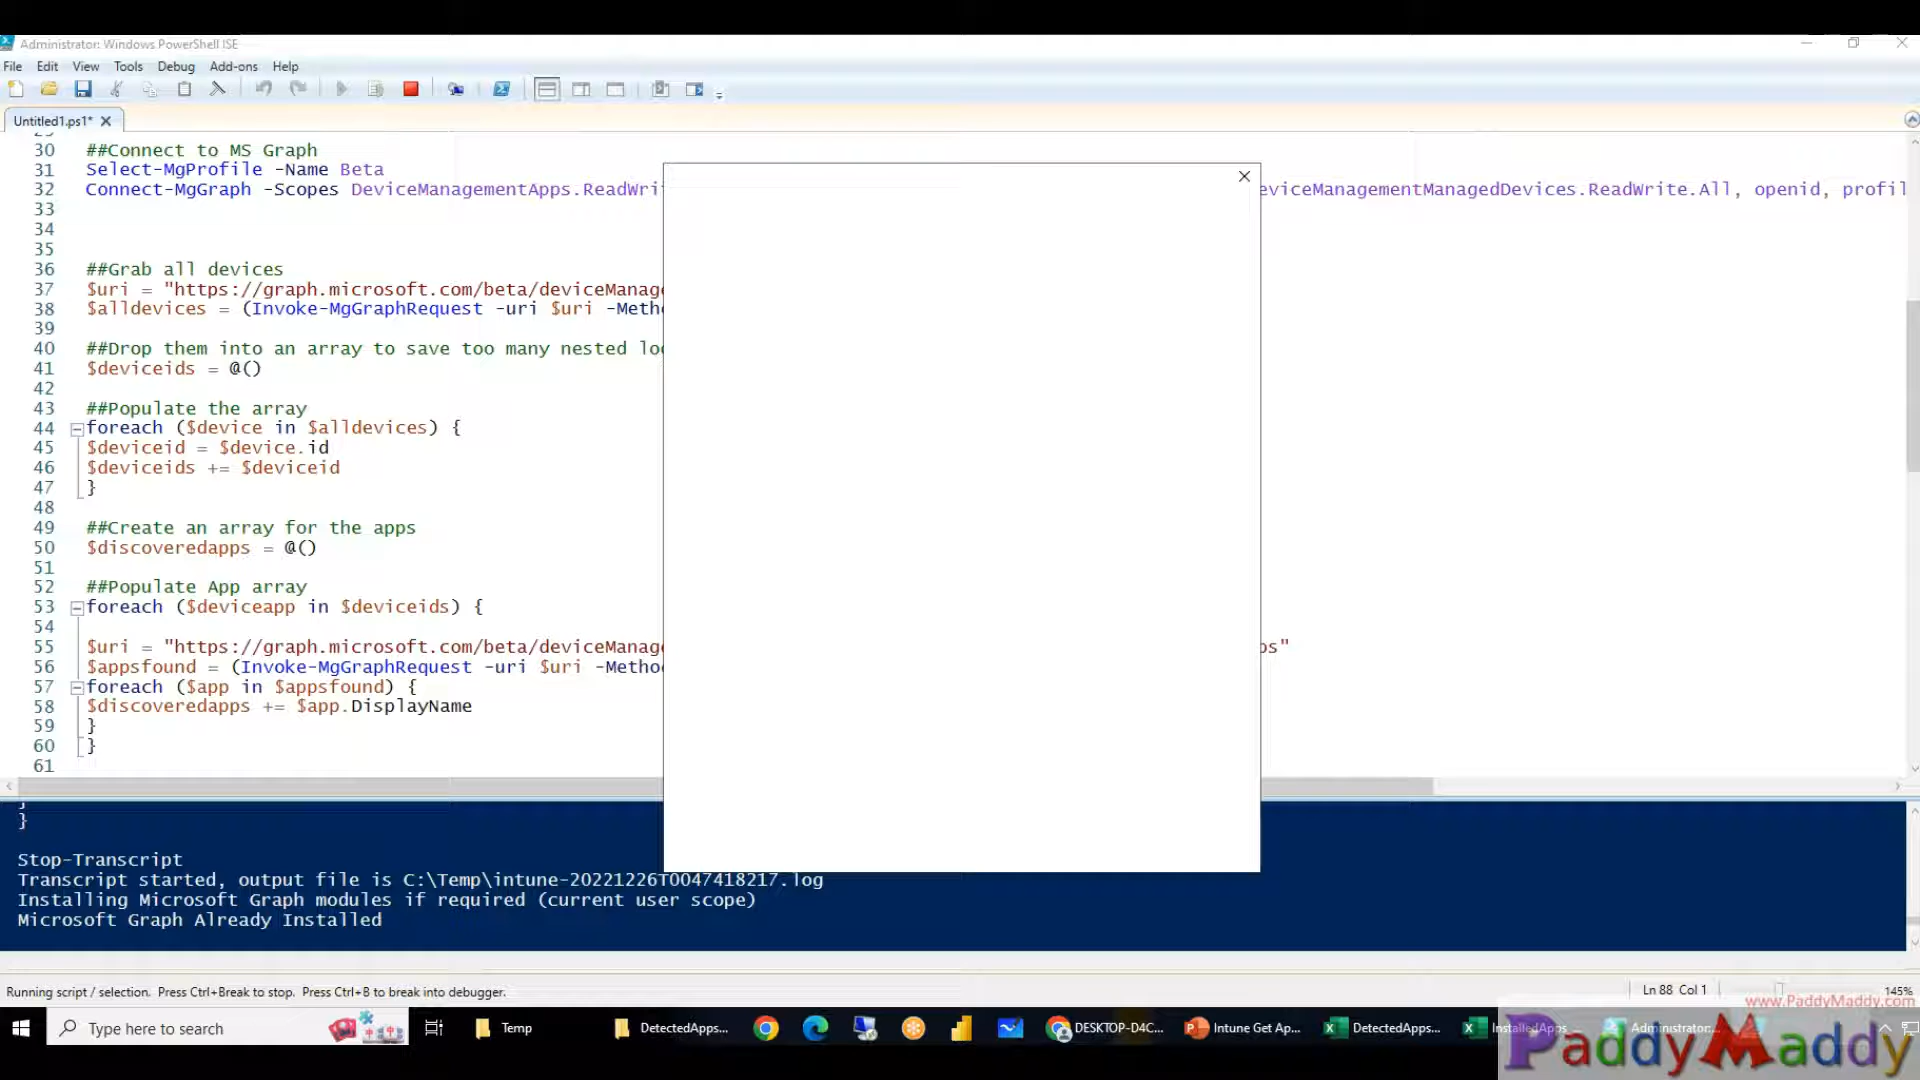 Administrator: Windows PowerShell ISE
File Edit View Tools Debug Add-ons Help
Untitled1.ps1* X
30 ##Connect to MS Graph
31 Select-MgProfile -Name Beta
32 Connect-MgGraph -Scopes DeviceManagementApps.ReadWri eviceManagementManagedDevices.ReadWrite.All, openid, profil
33
34
35
36 ##Grab all devices
37 $uri = "https://graph.microsoft.com/beta/deviceManage
38 $alldevices = (Invoke-MgGraphRequest -uri $uri -Metho
39
40 ##Drop them into an array to save too many nested loo
41 $deviceids = @()
42
43 ##Populate the array
44 foreach ($device in $alldevices) {
45 $deviceid = $device.id
46 $deviceids += $deviceid
47 }
48
49 ##Create an array for the apps
50 $discoveredapps = @()
51
52 ##Populate App array
53 foreach ($deviceapp in $deviceids) {
54
55 $uri = "https://graph.microsoft.com/beta/deviceManage ps"
56 $appsfound = (Invoke-MgGraphRequest -uri $uri -Metho
57 foreach ($app in $appsfound) {
58 $discoveredapps += $app.DisplayName
59 }
60 }
61
}
Stop-Transcript
Transcript started, output file is C:\Temp\intune-20221226T0047418217.log
Installing Microsoft Graph modules if required (current user scope)
Microsoft Graph Already Installed
Running script / selection. Press Ctrl+Break to stop. Press Ctrl+B to break into debugger.
Ln 88 Col 1
145%
www.PaddyMaddy.com
Type here to search
Temp
DetectedApps...
DESKTOP-D4C...
Intune Get Ap...
DetectedApps...
InstalledApps
Administrator:...
PaddyMaddy